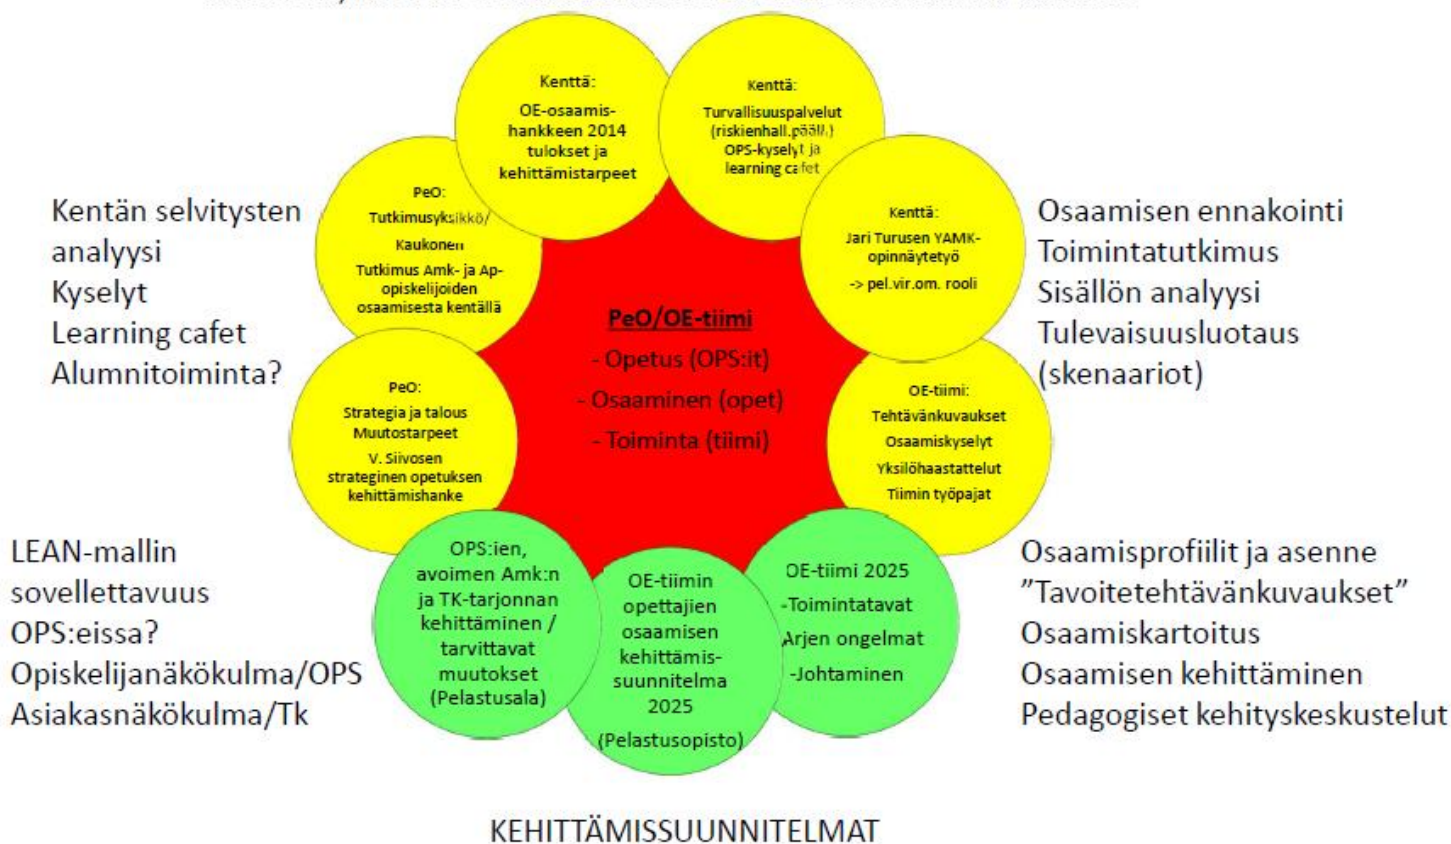 Kenttä:
OE-osaamis-
hankkeen 2014
tulokset ja
kehittämistarpeet
Kenttä:
Turvallisuuspalvelut
(riskienhall.pääll.)
OPS-kyselyt ja
learning cafet
PeO:
Tutkimusyksikkö/
Kaukonen
Tutkimus Amk- ja Ap-
opiskelijoiden
osaamisesta kentällä
Kenttä:
Jari Turusen YAMK-
opinnäytetyö
-> pel.vir.om. rooli
Kentän selvitysten
analyysi
Kyselyt
Learning cafet
Alumnitoiminta?
Osaamisen ennakointi
Toimintatutkimus
Sisällön analyysi
Tulevaisuusluotaus
(skenaariot)
PeO/OE-tiimi
- Opetus (OPS:it)
- Osaaminen (opet)
- Toiminta (tiimi)
PeO:
Strategia ja talous
Muutostarpeet
V. Siivosen
strateginen opetuksen
kehittämishanke
OE-tiimi:
Tehtävänkuvaukset
Osaamiskyselyt
Yksilöhaastattelut
Tiimin työpajat
LEAN-mallin
sovellettavuus
OPS:eissa?
Opiskelijanäkökulma/OPS
Asiakasnäkökulma/Tk
OPS:ien,
avoimen Amk:n
ja TK-tarjonnan
kehittäminen /
tarvittavat
muutokset
(Pelastusala)
OE-tiimin
opettajien
osaamisen
kehittämis-
suunnitelma
2025
(Pelastusopisto)
OE-tiimi 2025
-Toimintatavat
-Arjen ongelmat
-Johtaminen
Osaamisprofiilit ja asenne
”Tavoitetehtävänkuvaukset”
Osaamiskartoitus
Osaamisen kehittäminen
Pedagogiset kehityskeskustelut
KEHITTÄMISSUUNNITELMAT